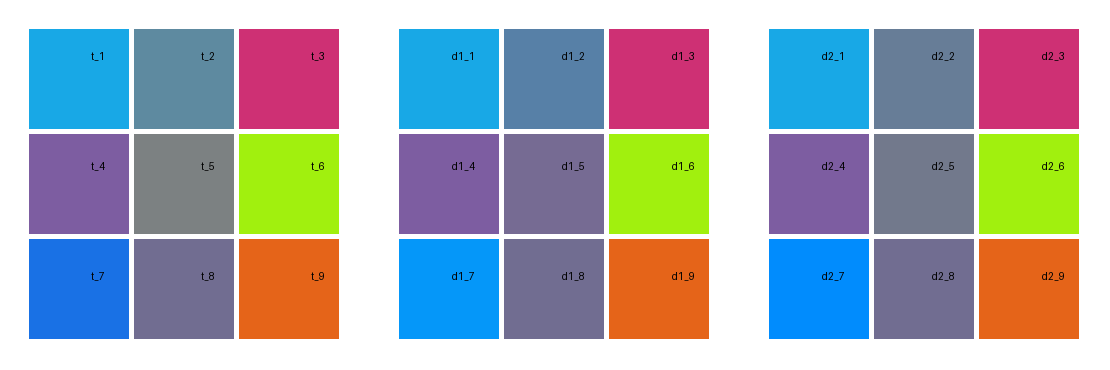 t_1 t_2 t_3 d1_1 d1_2 d1_3 d2_1 d2_2 d2_3
t_4 t_5 t_6 d1_4 d1_5 d1_6 d2_4 d2_5 d2_6
t_7 t_8 t_9 d1_7 d1_8 d1_9 d2_7 d2_8 d2_9